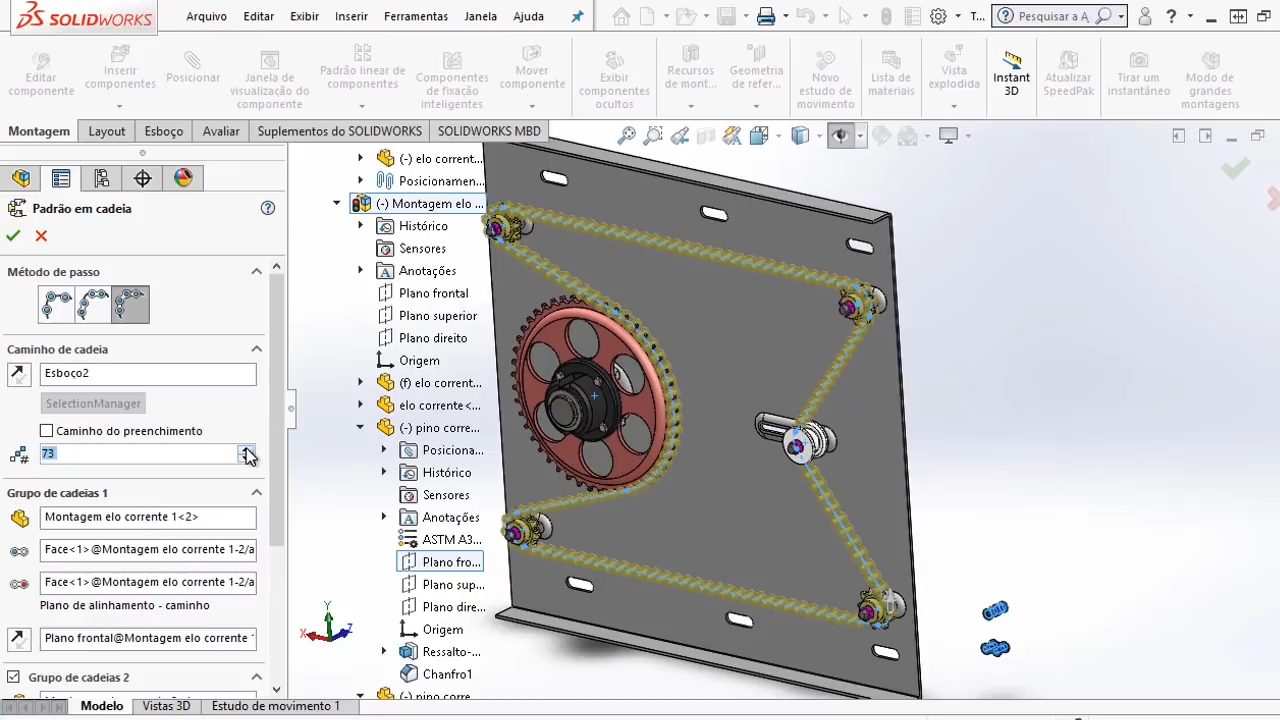 SOLIDWORKS
Arquivo Editar Exibir Inserir Ferramentas Janela Ajuda
T...
Pesquisar a A
Editar componente
Inserir componentes
Posicionar
Janela de visualização do componente
Padrão linear de componentes
Componentes de fixação inteligentes
Mover componente
Exibir componentes ocultos
Recursos de mont...
Geometria de refer...
Novo estudo de movimento
Lista de materiais
Vista explodida
Instant 3D
Atualizar SpeedPak
Tirar um instantâneo
Modo de grandes montagens
Montagem Layout Esboço Avaliar Suplementos do SOLIDWORKS SOLIDWORKS MBD
Padrão em cadeia
Método de passo
Caminho de cadeia
Esboço2
SelectionManager
Caminho do preenchimento
73
Grupo de cadeias 1
Montagem elo corrente 1<2>
Face<1>@Montagem elo corrente 1-2/a
Face<1>@Montagem elo corrente 1-2/a
Plano de alinhamento - caminho
Plano frontal@Montagem elo corrente
Grupo de cadeias 2
(-) elo corrent...
Posicionamen...
(-) Montagem elo ...
Histórico
Sensores
Anotações
Plano frontal
Plano superior
Plano direito
Origem
(f) elo corrent...
elo corrente<...
(-) pino corre...
Posiciona...
Histórico
Sensores
Anotações
ASTM A3...
Plano fro...
Plano sup...
Plano dire...
Origem
Ressalto-...
Chanfro1
(-) pino corre...
Y
X
Z
Modelo Vistas 3D Estudo de movimento 1